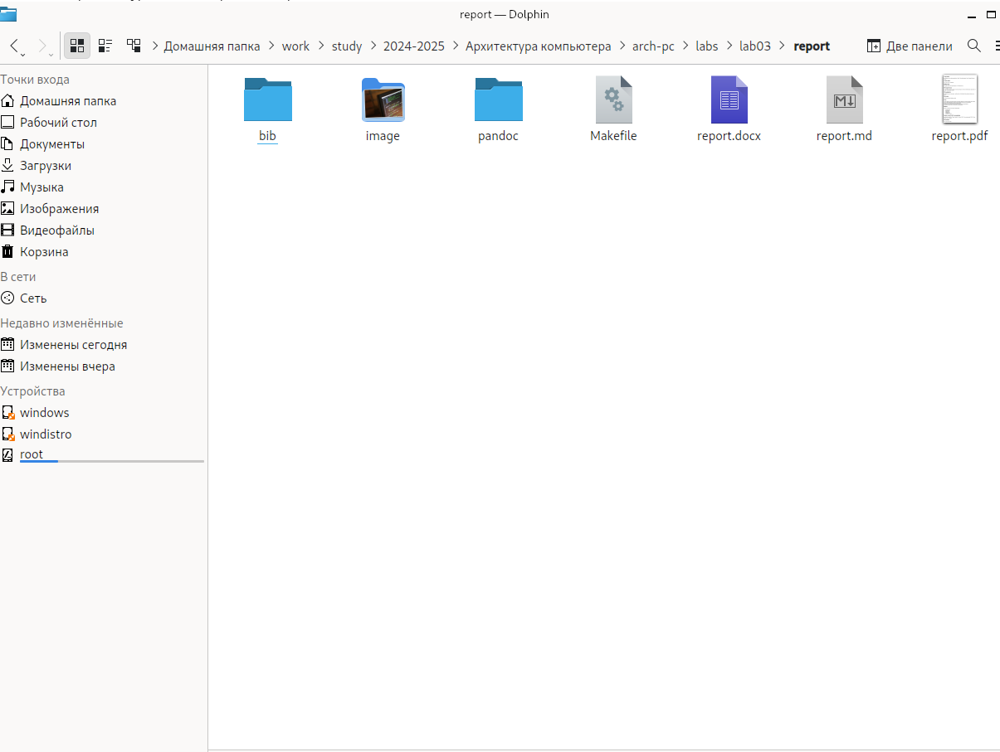 report — Dolphin
Домашняя папка work study 2024-2025 Архитектура компьютера arch-pc labs lab03 report Две панели
Точки входа
Домашняя папка
Рабочий стол
Документы
Загрузки
Музыка
Изображения
Видеофайлы
Корзина
В сети
Сеть
Недавно изменённые
Изменены сегодня
Изменены вчера
Устройства
windows
windistro
root
bib image pandoc Makefile report.docx report.md report.pdf